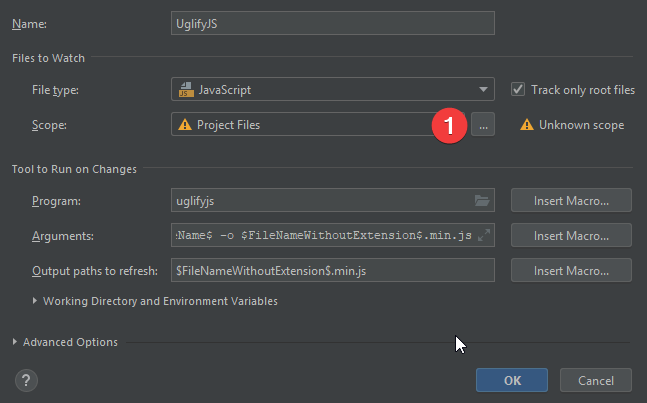 Name: UglifyJS
Files to Watch
File type: JS JavaScript Track only root files
Scope: Project Files 1 ... Unknown scope
Tool to Run on Changes
Program: uglifyjs Insert Macro...
Arguments: Name$ -o $FileNameWithoutExtension$.min.js Insert Macro...
Output paths to refresh: $FileNameWithoutExtension$.min.js Insert Macro...
Working Directory and Environment Variables
Advanced Options
? OK Cancel